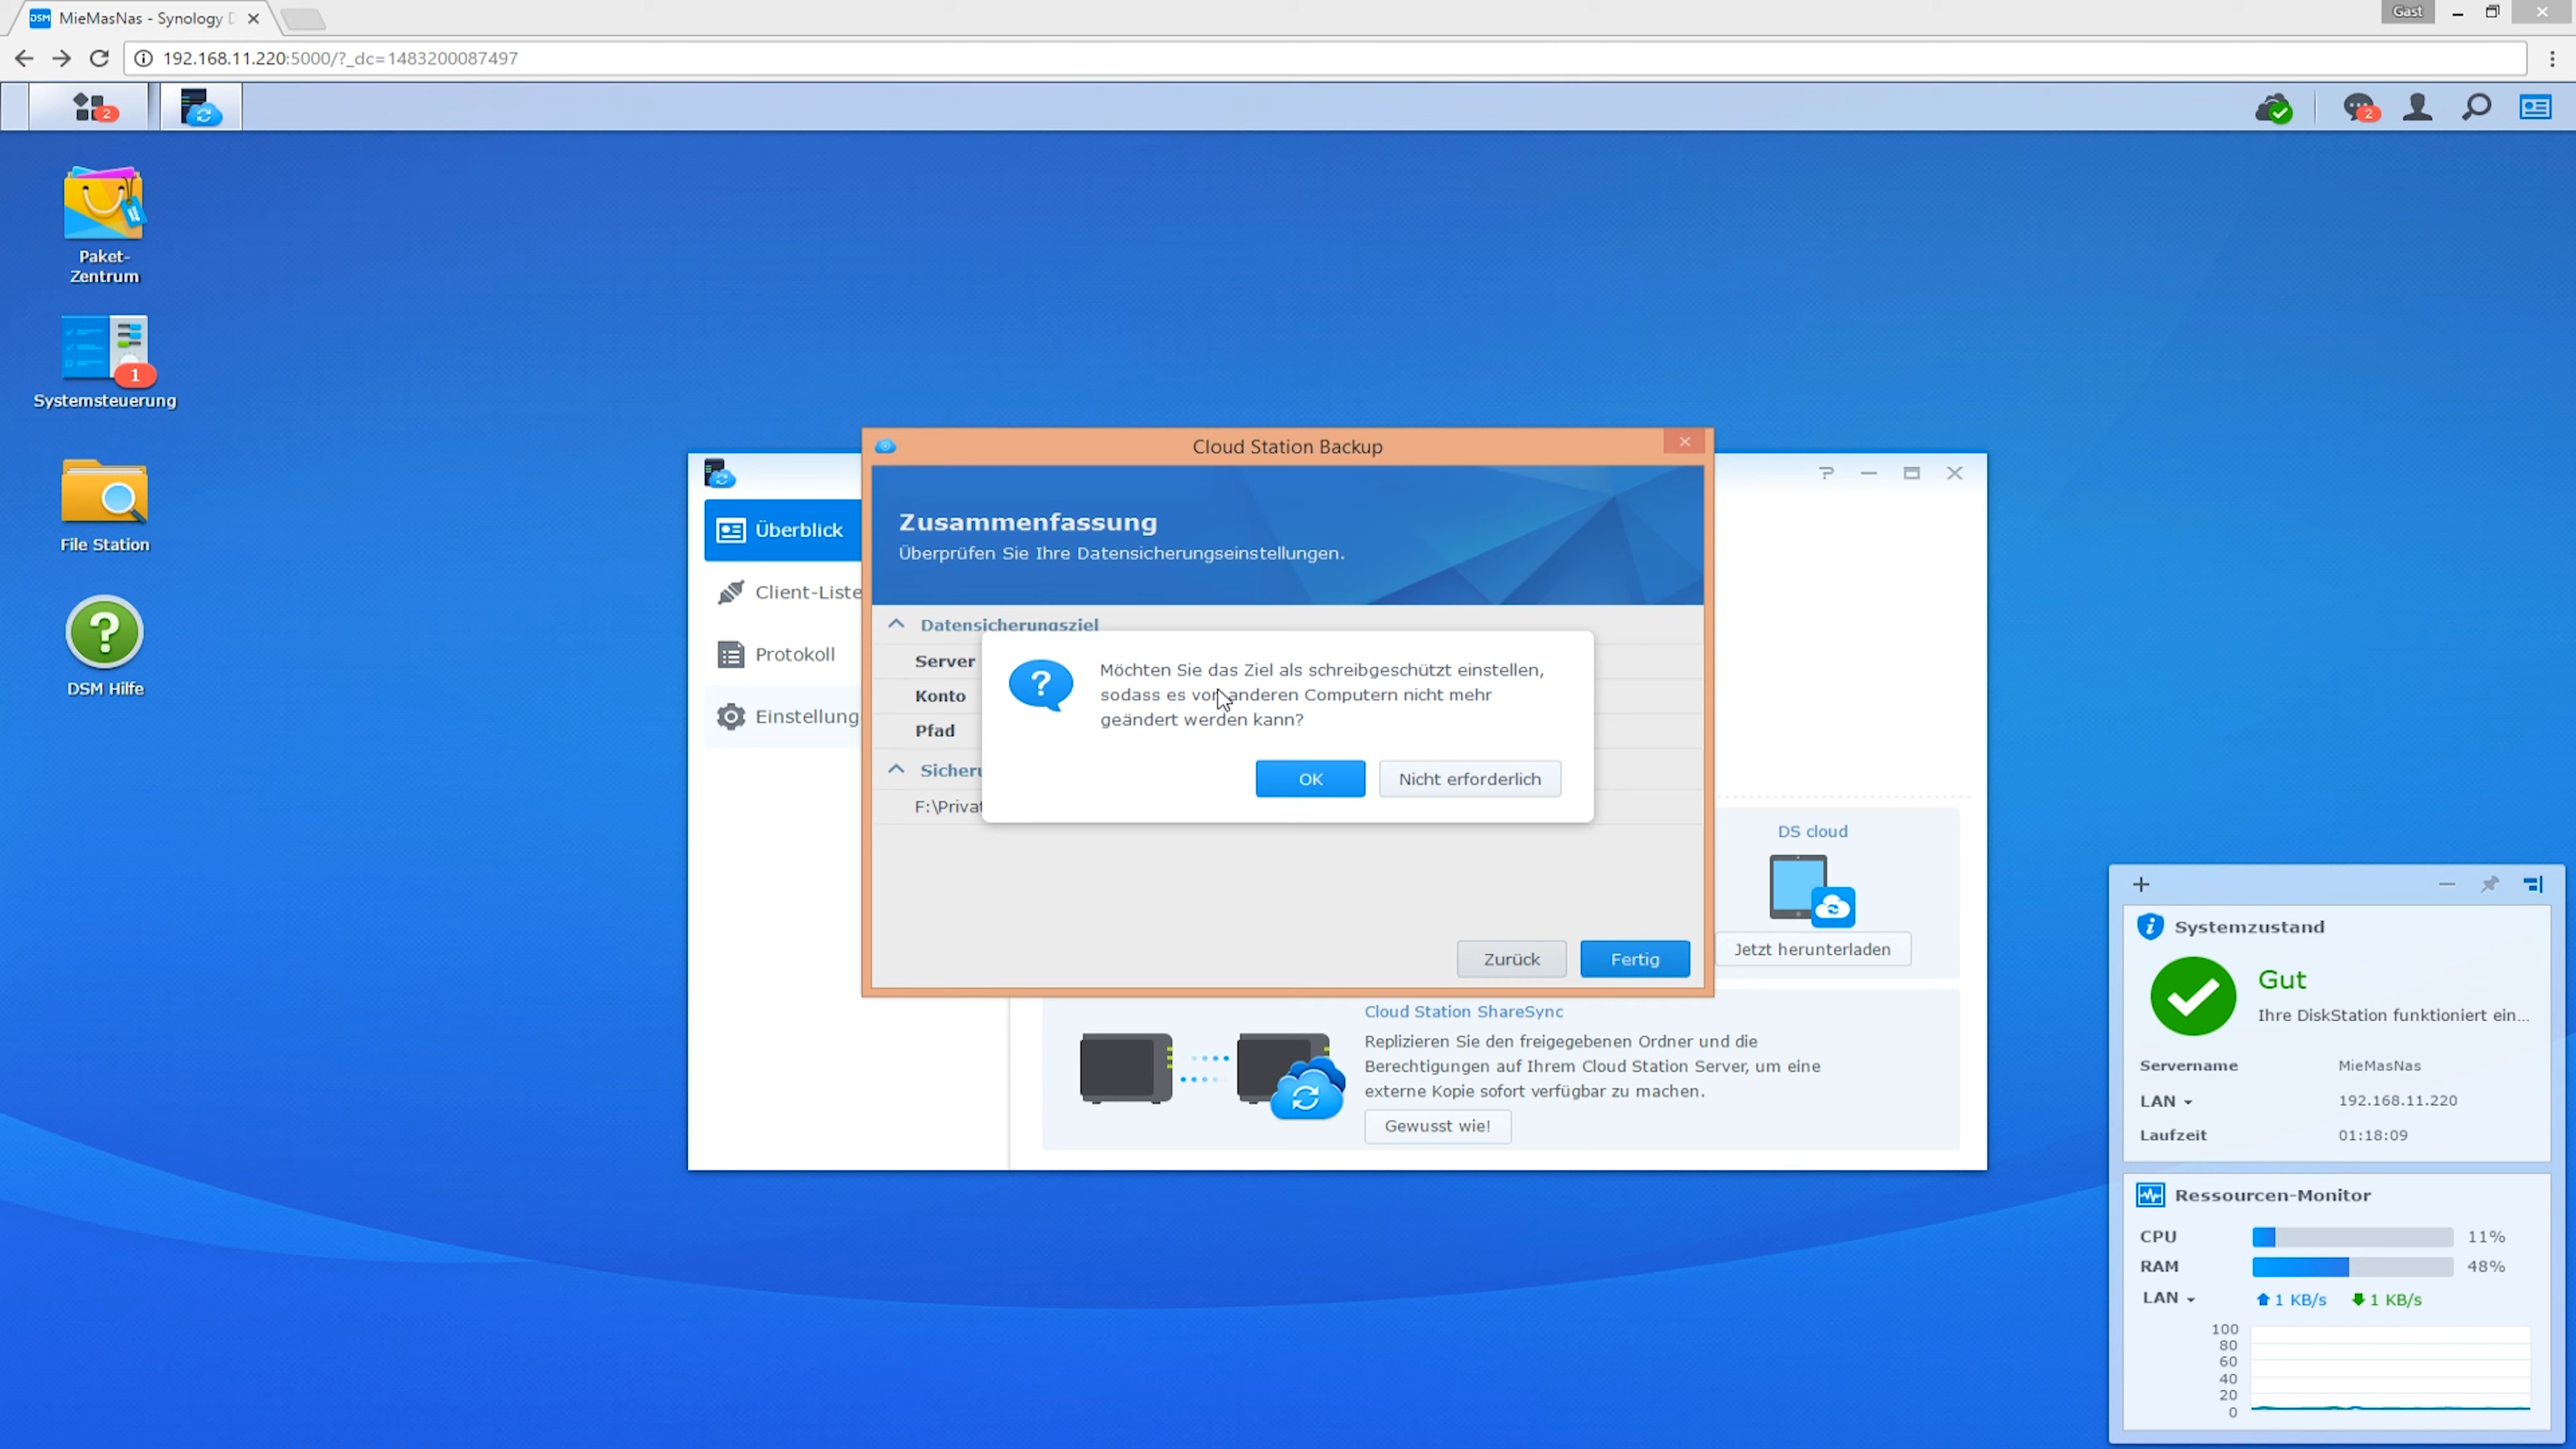 MieMasNas - Synology D
Gast
192.168.11.220:5000/?_dc=1483200087497
2
2
Paket-
Zentrum
1
Systemsteuerung
File Station
DSM Hilfe
Cloud Station Backup
Zusammenfassung
Überprüfen Sie Ihre Datensicherungseinstellungen.
Überblick
Client-Liste
Protokoll
Einstellung
Datensicherungsziel
Server
Konto
Pfad
F:\Privat
Möchten Sie das Ziel als schreibgeschützt einstellen,
sodass es von anderen Computern nicht mehr
geändert werden kann?
OK
Nicht erforderlich
Zurück
Fertig
DS cloud
Jetzt herunterladen
Cloud Station ShareSync
Replizieren Sie den freigegebenen Ordner und die
Berechtigungen auf Ihrem Cloud Station Server, um eine
externe Kopie sofort verfügbar zu machen.
Gewusst wie!
Systemzustand
Gut
Ihre DiskStation funktioniert ein...
Servername MieMasNas
LAN 192.168.11.220
Laufzeit 01:18:09
Ressourcen-Monitor
CPU 11%
RAM 48%
LAN 1 KB/s 1 KB/s
100
80
60
40
20
0